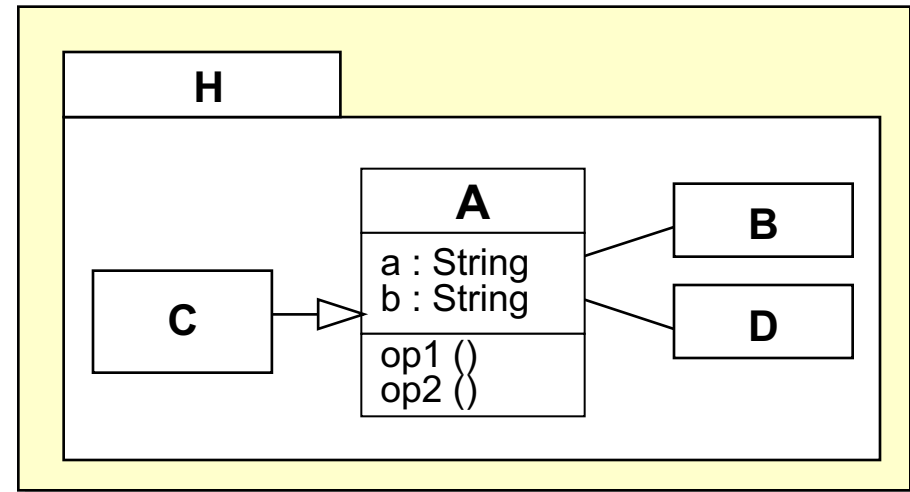 H
A
a : String
b : String
op1 ()
op2 ()
C
B
D